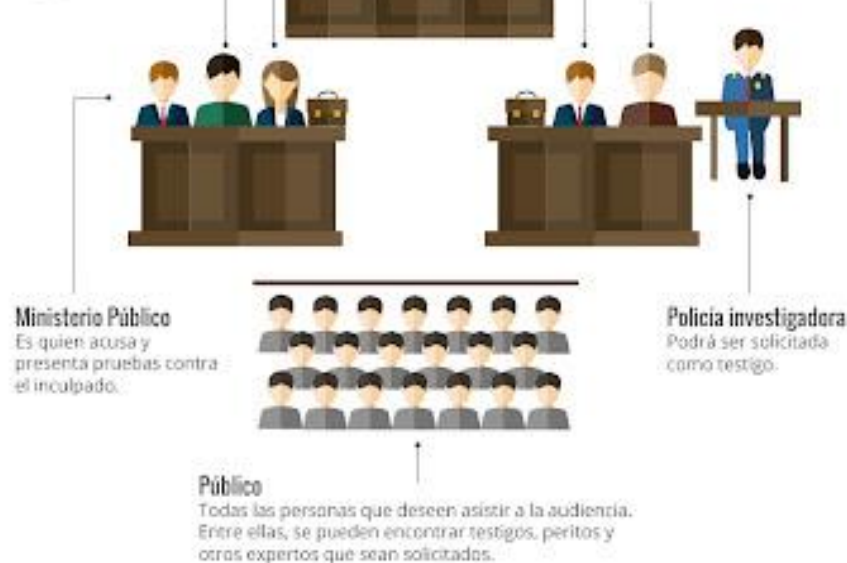 Ministerio Público
Es quien acusa y
presenta pruebas contra
el inculpado.
Policía investigadora
Podrá ser solicitada
como testigo.
Público
Todas las personas que deseen asistir a la audiencia.
Entre ellas, se pueden encontrar testigos, peritos y
otros expertos que sean solicitados.